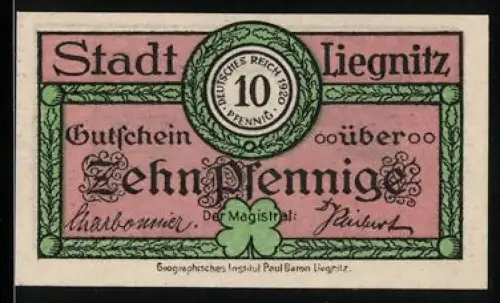 Stadt Liegnitz
DEUTSCHES REICH 1920
10
PFENNIG
Gutschein über
Zehn Pfennige
Der Magistrat:
Charbonnier.
Geographisches Institut Paul Baron Liegnitz.